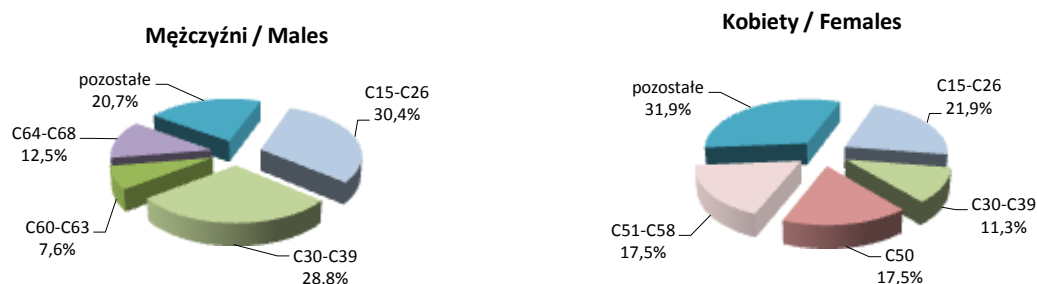 Mężczyźni / Males
pozostałe
20,7%
C15-C26
30,4%
C64-C68
12,5%
C60-C63
7,6%
C30-C39
28,8%
Kobiety / Females
pozostałe
31,9%
C15-C26
21,9%
C30-C39
11,3%
C51-C58
17,5%
C50
17,5%